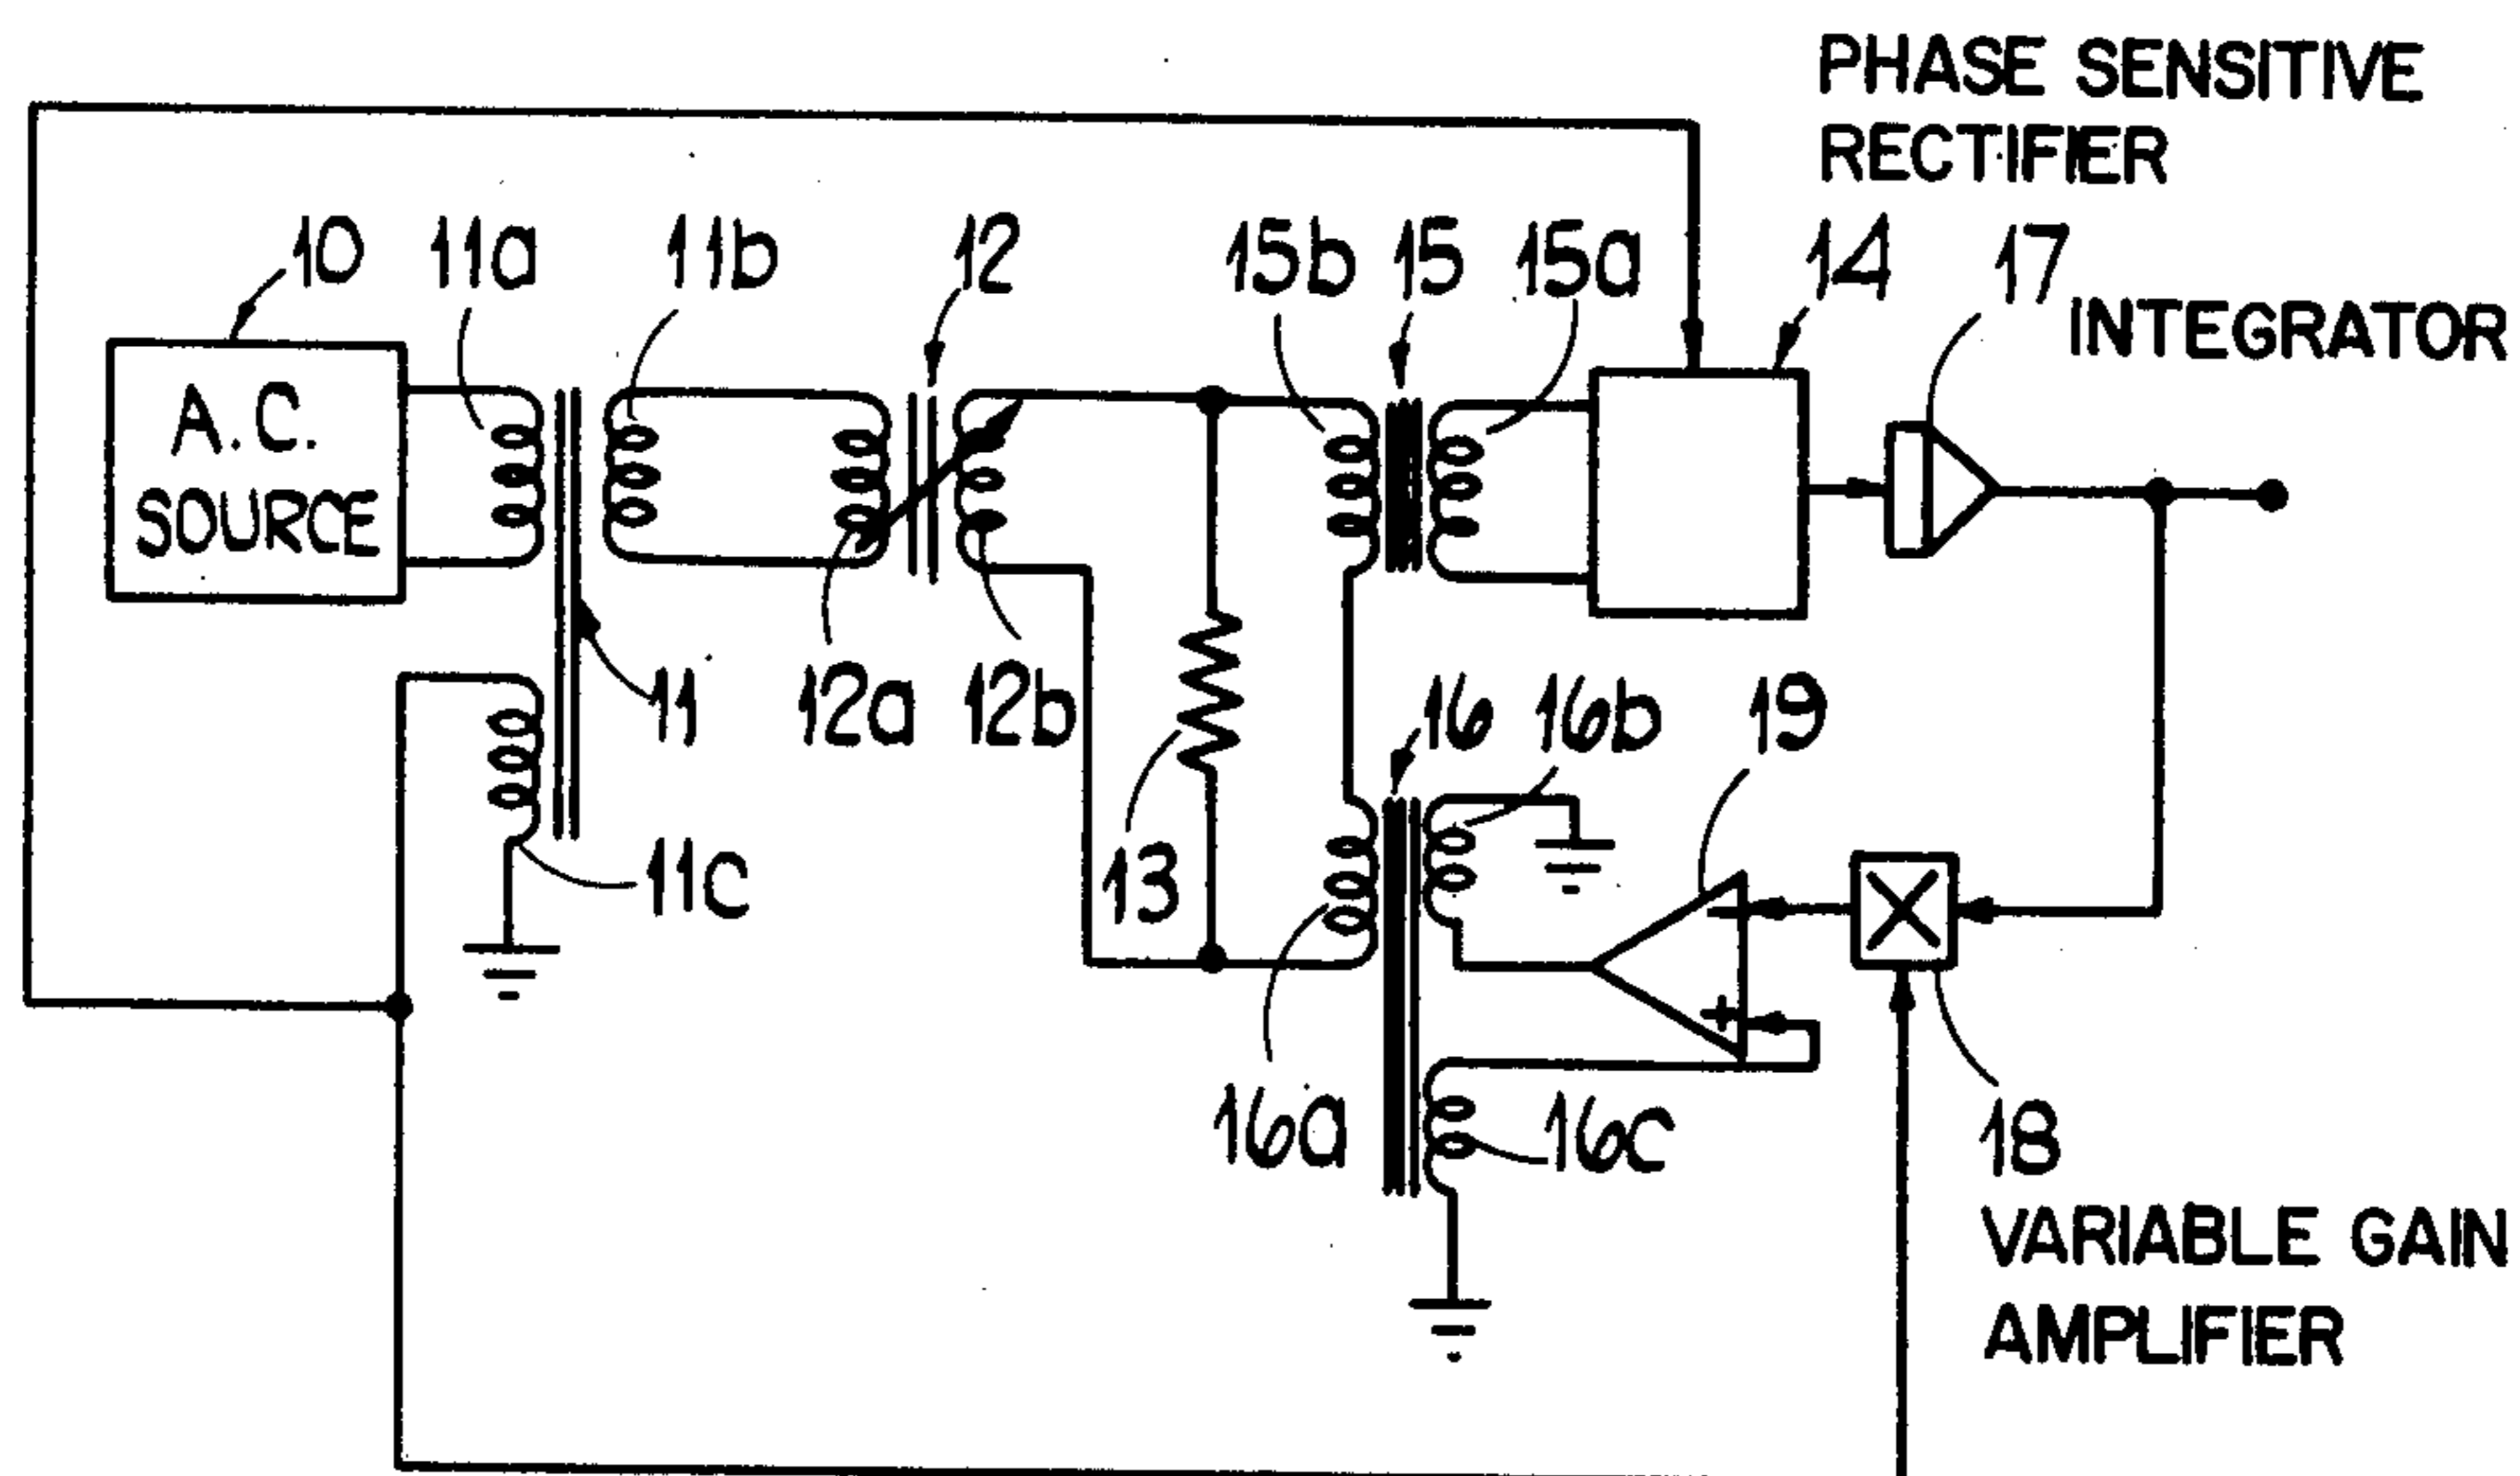 PHASE SENSITIVE
RECTIFIER
10
11a
11b
12
15b
15
15a
14
17
INTEGRATOR
A.C.
SOURCE
11
12a
12b
16
16b
19
13
11c
-
+
X
16a
16c
18
VARIABLE GAIN
AMPLIFIER